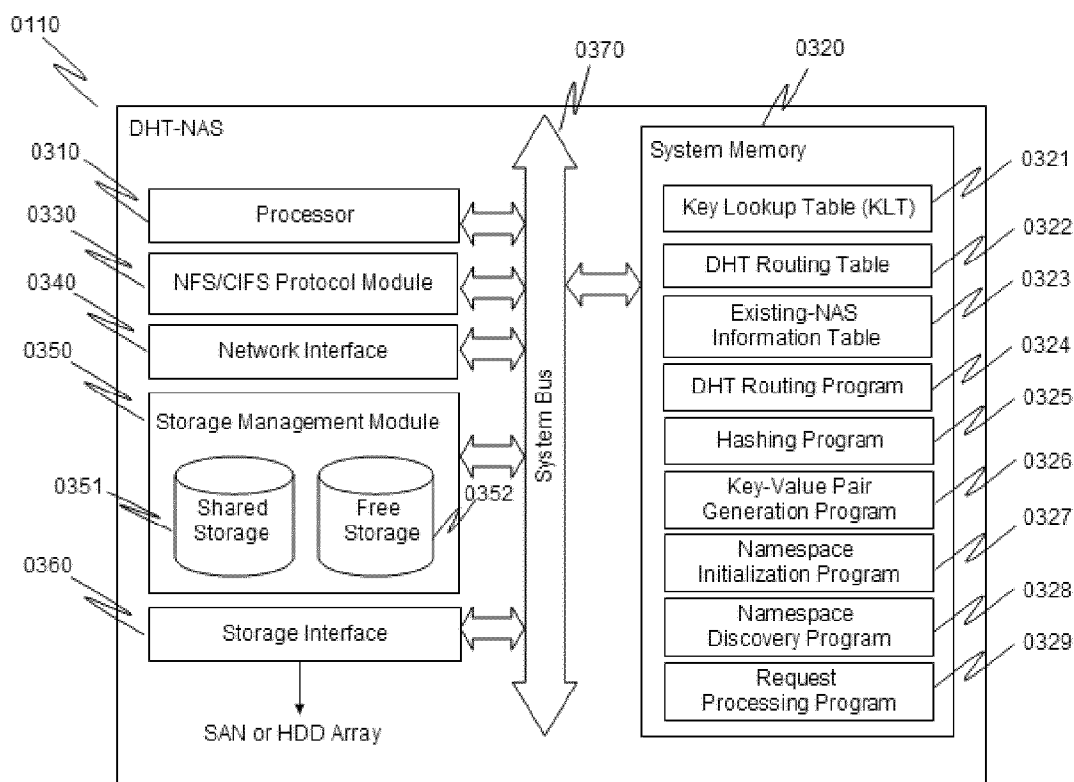 0110
0370
0320
DHT-NAS
0310
Processor
0330
NFS/CIFS Protocol Module
0340
Network Interface
0350
Storage Management Module
0351
Shared
Storage
Free
Storage
0352
0360
Storage Interface
SAN or HDD Array
System Bus
System Memory
0321
Key Lookup Table (KLT)
0322
DHT Routing Table
0323
Existing-NAS
Information Table
0324
DHT Routing Program
0325
Hashing Program
0326
Key-Value Pair
Generation Program
0327
Namespace
Initialization Program
0328
Namespace
Discovery Program
0329
Request
Processing Program